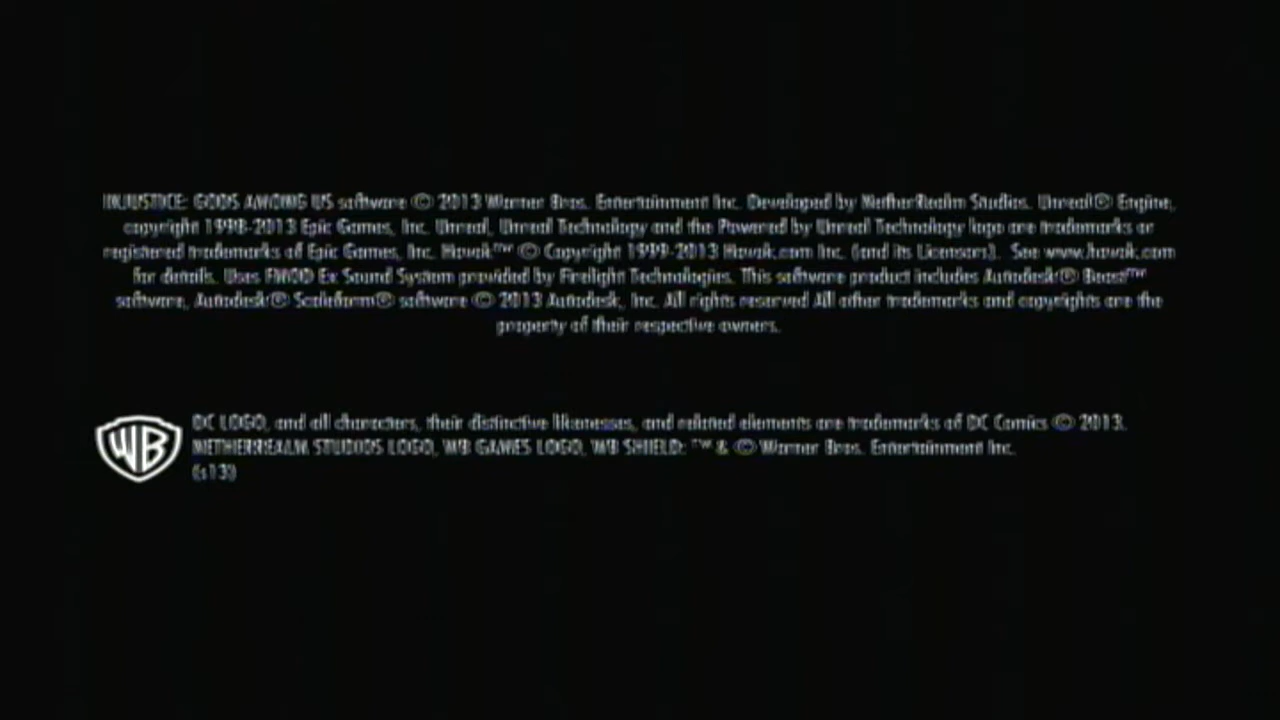 INJUSTICE: GODS AMONG US software © 2013 Warner Bros. Entertainment Inc. Developed by NetherRealm Studios. Unreal® Engine,
copyright 1998-2013 Epic Games, Inc. Unreal, Unreal Technology and the Powered by Unreal Technology logo are trademarks or
registered trademarks of Epic Games, Inc. Havok™ © Copyright 1999-2013 Havok.com Inc. (and its Licensors). See www.havok.com
for details. Uses FMOD Ex Sound System provided by Firelight Technologies. This software product includes Autodesk® Beast™
software, Autodesk® Scaleform® software © 2013 Autodesk, Inc. All rights reserved All other trademarks and copyrights are the
property of their respective owners.
WB
DC LOGO, and all characters, their distinctive likenesses, and related elements are trademarks of DC Comics © 2013.
NETHERREALM STUDIOS LOGO, WB GAMES LOGO, WB SHIELD: ™ & © Warner Bros. Entertainment Inc.
(s13)